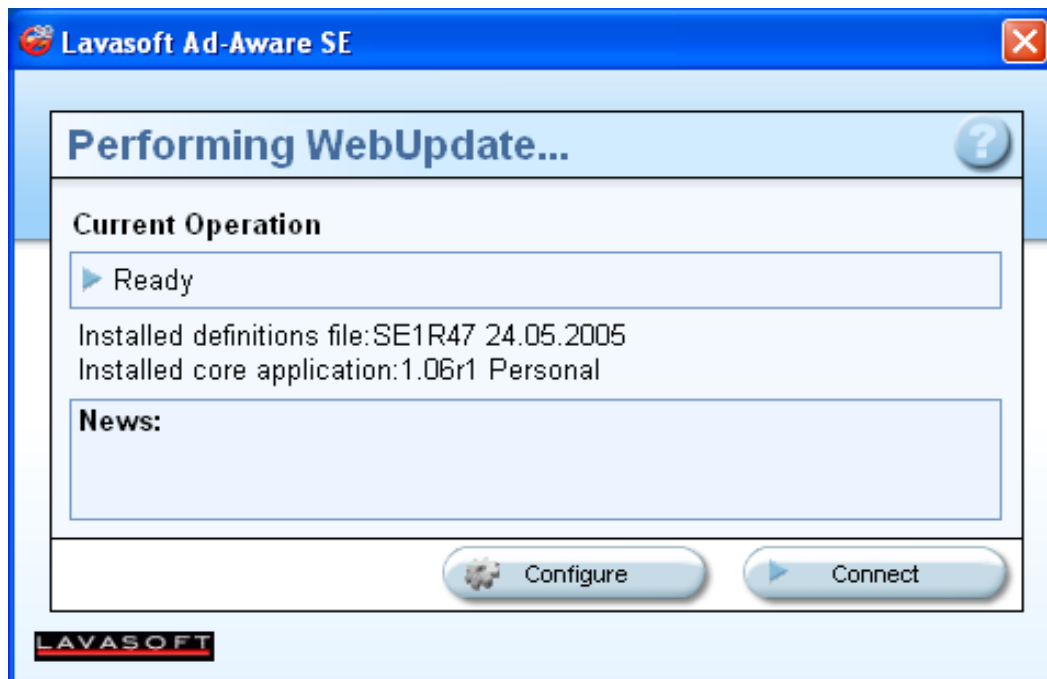 Lavasoft Ad-Aware SE
Performing WebUpdate...
?
Current Operation
Ready
Installed definitions file:SE1R47 24.05.2005
Installed core application:1.06r1 Personal
News:
Configure
Connect
LAVASOFT